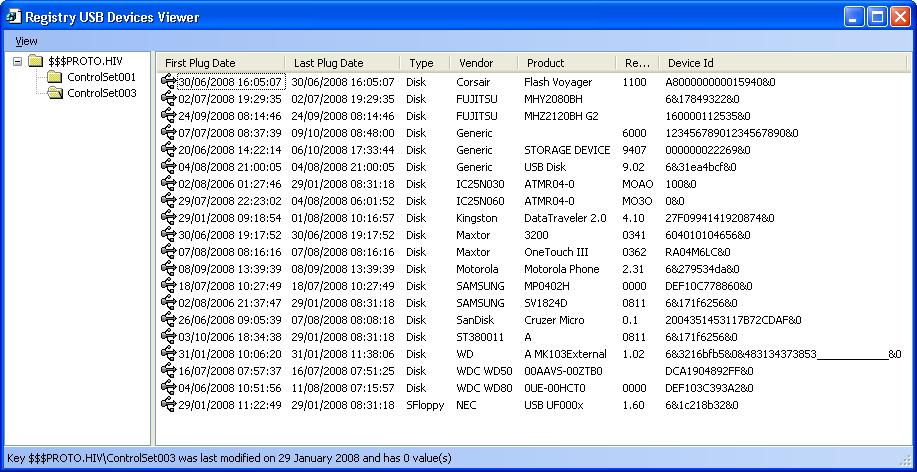 Registry USB Devices Viewer
View
$$$PROTO.HIV
ControlSet001
ControlSet003
First Plug Date Last Plug Date Type Vendor Product Re... Device Id
30/06/2008 16:05:07 30/06/2008 16:05:07 Disk Corsair Flash Voyager 1100 A800000000015940&0
02/07/2008 19:29:35 02/07/2008 19:29:35 Disk FUJITSU MHY2080BH 6&17849322&0
24/09/2008 08:14:46 24/09/2008 08:14:46 Disk FUJITSU MHZ2120BH G2 160000112535&0
07/07/2008 08:37:39 09/10/2008 08:48:00 Disk Generic 6000 12345678901234567890&0
20/06/2008 14:22:14 06/10/2008 17:33:44 Disk Generic STORAGE DEVICE 9407 000000022269&0
04/08/2008 21:00:05 04/08/2008 21:00:05 Disk Generic USB Disk 9.02 6&31ea4bcf&0
02/08/2006 01:27:46 29/01/2008 08:31:18 Disk IC25N030 ATMR04-0 MOAO 100&0
29/07/2008 22:23:02 04/08/2008 06:01:52 Disk IC25N060 ATMR04-0 MO3O 0&0
29/01/2008 09:18:54 01/08/2008 10:16:57 Disk Kingston DataTraveler 2.0 4.10 27F0994141920874&0
30/06/2008 19:17:52 30/06/2008 19:17:52 Disk Maxtor 3200 0341 604010104656&0
07/08/2008 08:16:16 07/08/2008 08:16:16 Disk Maxtor OneTouch III 0362 RA04M6LC&0
08/09/2008 13:39:39 08/09/2008 13:39:39 Disk Motorola Motorola Phone 2.31 6&279534da&0
18/07/2008 10:27:49 18/07/2008 10:27:49 Disk SAMSUNG MP0402H 0000 DEF10C778860&0
02/08/2006 21:37:47 29/01/2008 08:31:18 Disk SAMSUNG SV1824D 0811 6&171f6256&0
26/06/2008 09:05:39 07/08/2008 08:08:18 Disk SanDisk Cruzer Micro 0.1 2004351453117B72CDAF&0
03/10/2006 18:34:38 29/01/2008 08:31:18 Disk ST380011 A 0811 6&171f6256&0
31/01/2008 10:06:20 31/01/2008 11:38:06 Disk WD A MK103External 1.02 6&3216bfb5&0&483134373853____________&0
16/07/2008 07:57:37 16/07/2008 07:51:25 Disk WDC WD50 00AAVS-00ZTB0 DCA1904892FF&0
04/06/2008 10:51:56 11/08/2008 07:15:57 Disk WDC WD80 0UE-00HCT0 0000 DEF103C393A2&0
29/01/2008 11:22:49 29/01/2008 08:31:18 SFloppy NEC USB UF000x 1.60 6&1c218b32&0
Key $$$PROTO.HIV\ControlSet003 was last modified on 29 January 2008 and has 0 value(s)